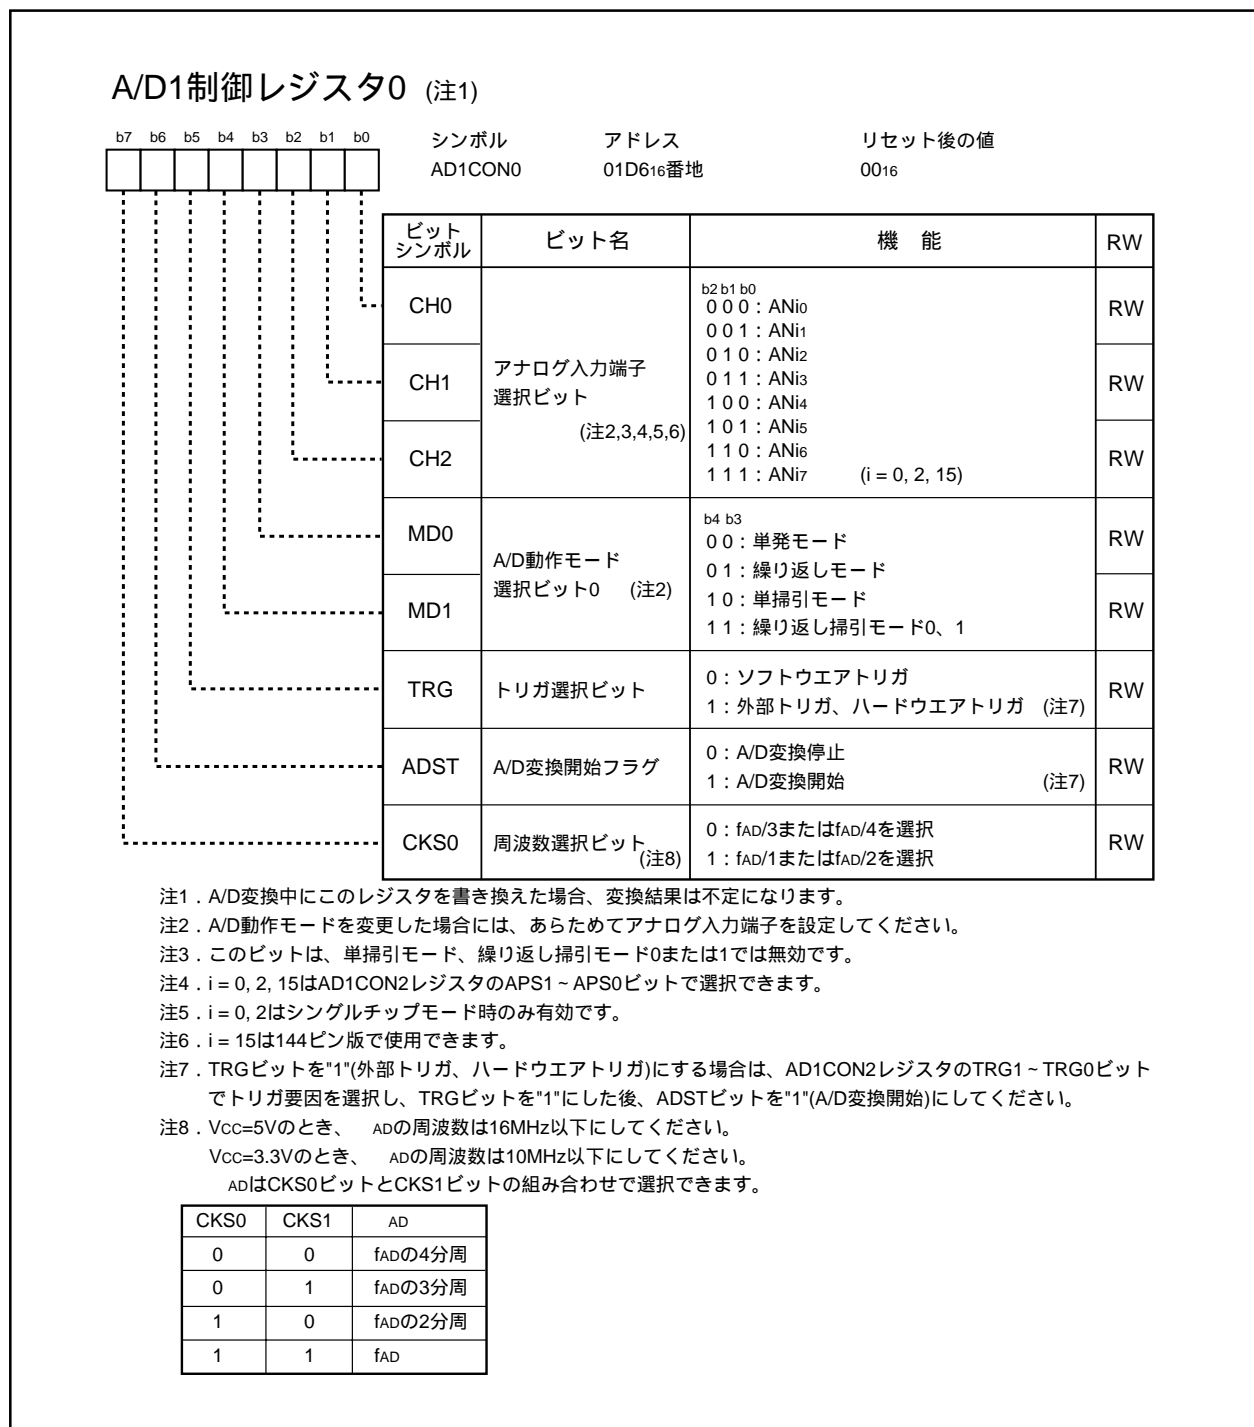 A/D1制御レジスタ0 (注1)
b7 b6 b5 b4 b3 b2 b1 b0
シンボル アドレス リセット後の値
AD1CON0 01D616番地 0016
ビット
シンボル
ビット名 機 能 RW
CH0
CH1
CH2
アナログ入力端子
選択ビット
(注2,3,4,5,6)
b2 b1 b0
0 0 0 : ANi0
0 0 1 : ANi1
0 1 0 : ANi2
0 1 1 : ANi3
1 0 0 : ANi4
1 0 1 : ANi5
1 1 0 : ANi6
1 1 1 : ANi7 (i = 0, 2, 15)
RW
RW
RW
MD0
MD1
A/D動作モード
選択ビット0 (注2)
b4 b3
0 0 : 単発モード
0 1 : 繰り返しモード
1 0 : 単掃引モード
1 1 : 繰り返し掃引モード0、1
RW
RW
TRG
トリガ選択ビット
0 : ソフトウエアトリガ
1 : 外部トリガ、ハードウエアトリガ (注7)
RW
ADST
A/D変換開始フラグ
0 : A/D変換停止
1 : A/D変換開始 (注7)
RW
CKS0
周波数選択ビット
(注8)
0 : fAD/3またはfAD/4を選択
1 : fAD/1またはfAD/2を選択
RW
注1．A/D変換中にこのレジスタを書き換えた場合、変換結果は不定になります。
注2．A/D動作モードを変更した場合には、あらためてアナログ入力端子を設定してください。
注3．このビットは、単掃引モード、繰り返し掃引モード0または1では無効です。
注4．i = 0, 2, 15はAD1CON2レジスタのAPS1 ~ APS0ビットで選択できます。
注5．i = 0, 2はシングルチップモード時のみ有効です。
注6．i = 15は144ピン版で使用できます。
注7．TRGビットを"1"(外部トリガ、ハードウエアトリガ)にする場合は、AD1CON2レジスタのTRG1 ~ TRG0ビット
でトリガ要因を選択し、TRGビットを"1"にした後、ADSTビットを"1"(A/D変換開始)にしてください。
注8．VCC=5Vのとき、 ADの周波数は16MHz以下にしてください。
VCC=3.3Vのとき、 ADの周波数は10MHz以下にしてください。
ADはCKS0ビットとCKS1ビットの組み合わせで選択できます。
CKS0 CKS1 AD
0 0 fADの4分周
0 1 fADの3分周
1 0 fADの2分周
1 1 fAD